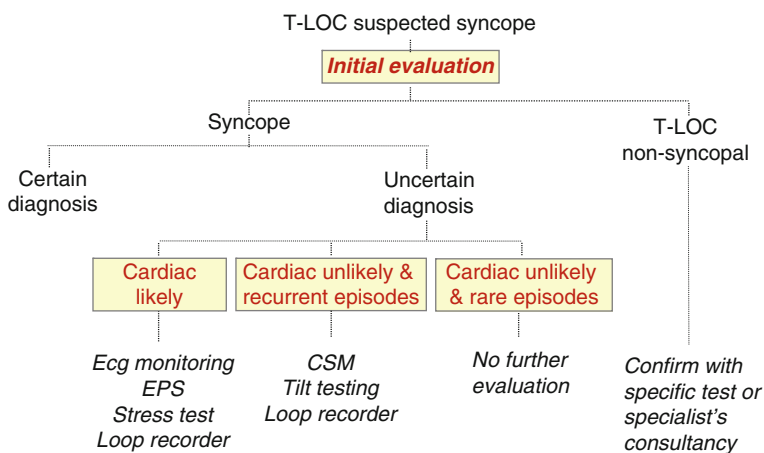 T-LOC suspected syncope
Initial evaluation
Syncope
T-LOC
non-syncopal
Certain
diagnosis
Uncertain
diagnosis
Cardiac
likely
Cardiac unlikely &
recurrent episodes
Cardiac unlikely
& rare episodes
Ecg monitoring
EPS
Stress test
Loop recorder
CSM
Tilt testing
Loop recorder
No further
evaluation
Confirm with
specific test or
specialist's
consultancy